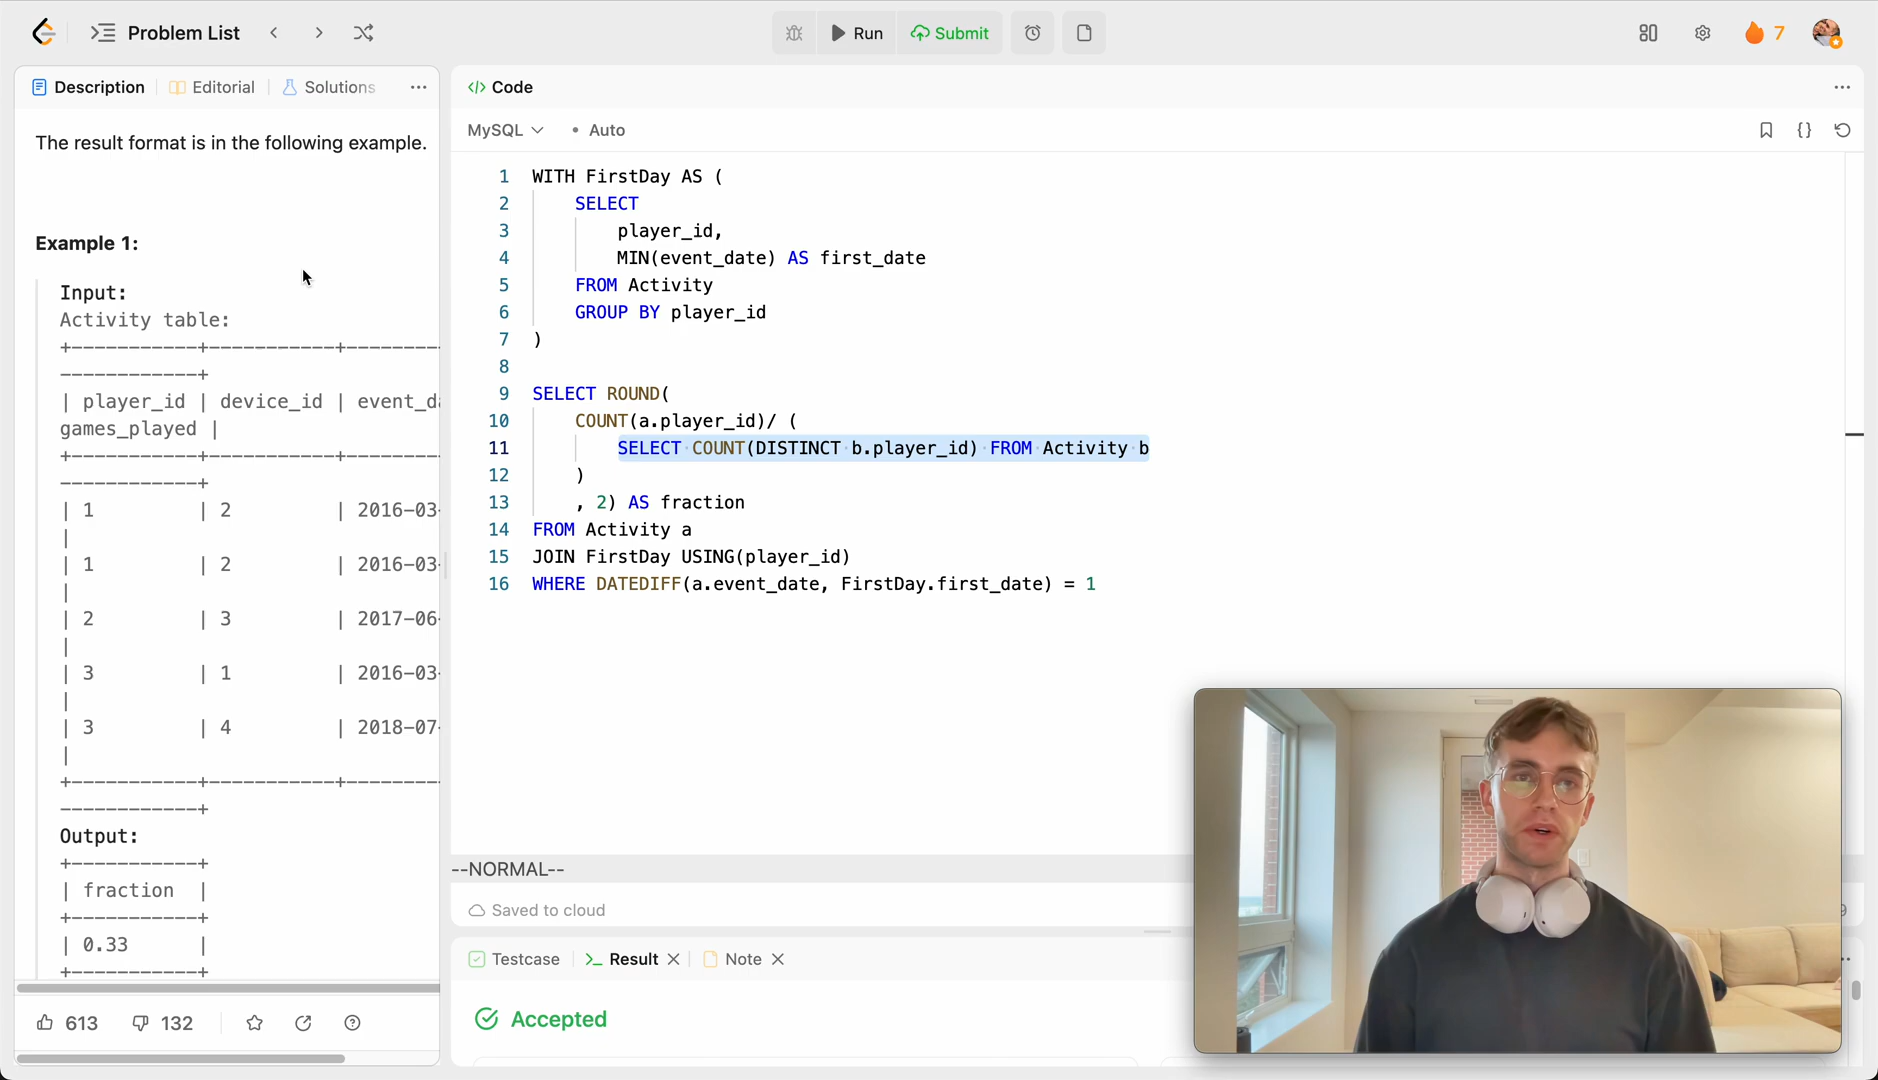 Problem List
Run
Submit
7
Description
Editorial
Solutions
The result format is in the following example.
Example 1:
Input:
Activity table:
+-----------+-----------+--------
------------+
| player_id | device_id | event_da
games_played |
+-----------+-----------+--------
------------+
| 1         | 2         | 2016-03-
|
| 1         | 2         | 2016-03-
|
| 2         | 3         | 2017-06-
|
| 3         | 1         | 2016-03-
|
| 3         | 4         | 2018-07-
|
+-----------+-----------+--------
------------+
Output:
+-----------+
| fraction  |
+-----------+
| 0.33      |
+-----------+
613
132
</> Code
MySQL
• Auto
{}
1 WITH FirstDay AS (
2     SELECT
3         player_id,
4         MIN(event_date) AS first_date
5     FROM Activity
6     GROUP BY player_id
7 )
8
9 SELECT ROUND(
10     COUNT(a.player_id)/ (
11         SELECT COUNT(DISTINCT b.player_id) FROM Activity b
12     )
13     , 2) AS fraction
14 FROM Activity a
15 JOIN FirstDay USING(player_id)
16 WHERE DATEDIFF(a.event_date, FirstDay.first_date) = 1
--NORMAL--
Saved to cloud
Testcase
Result
Note
Accepted